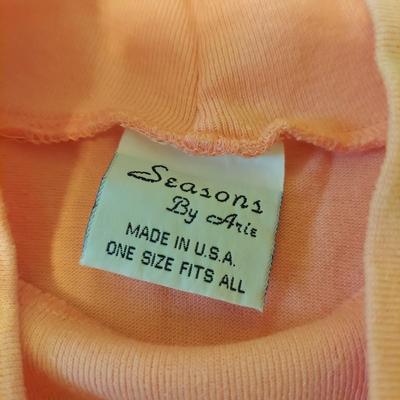 Seasons
By Arie
MADE IN U.S.A.
ONE SIZE FITS ALL